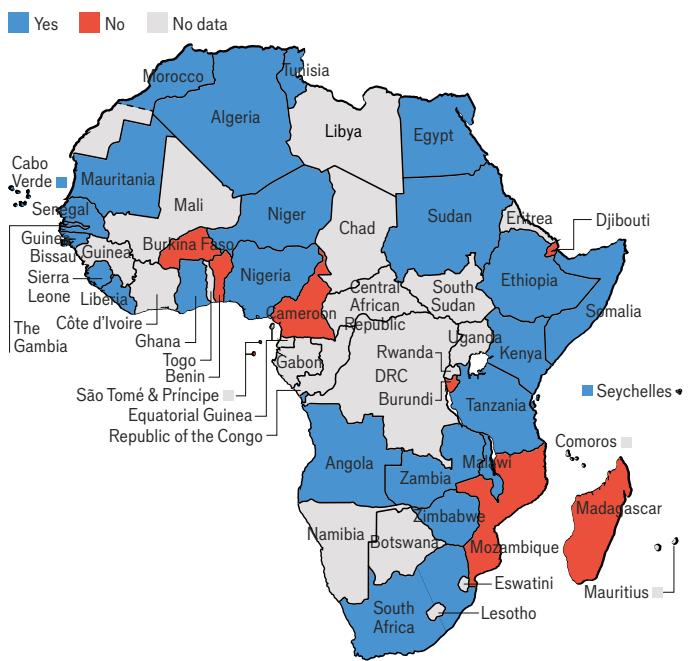 Yes
No
No data
Morocco
Tunisia
Algeria
Libya
Egypt
Cabo
Verde
Mauritania
Mali
Niger
Chad
Sudan
Eritrea
Djibouti
Senegal
Guinea
Bissau
Guinea
Burkina Faso
Nigeria
Ethiopia
Sierra
Leone
Liberia
Central
African
Republic
South
Sudan
Somalia
The
Gambia
Côte d'Ivoire
Ghana
Togo
Benin
Cameroon
Uganda
Kenya
Rwanda
DRC
Burundi
Gabon
São Tomé & Príncipe
Equatorial Guinea
Republic of the Congo
Tanzania
Seychelles
Comoros
Angola
Zambia
Malawi
Zimbabwe
Mozambique
Madagascar
Namibia
Botswana
Mauritius
Eswatini
Lesotho
South
Africa